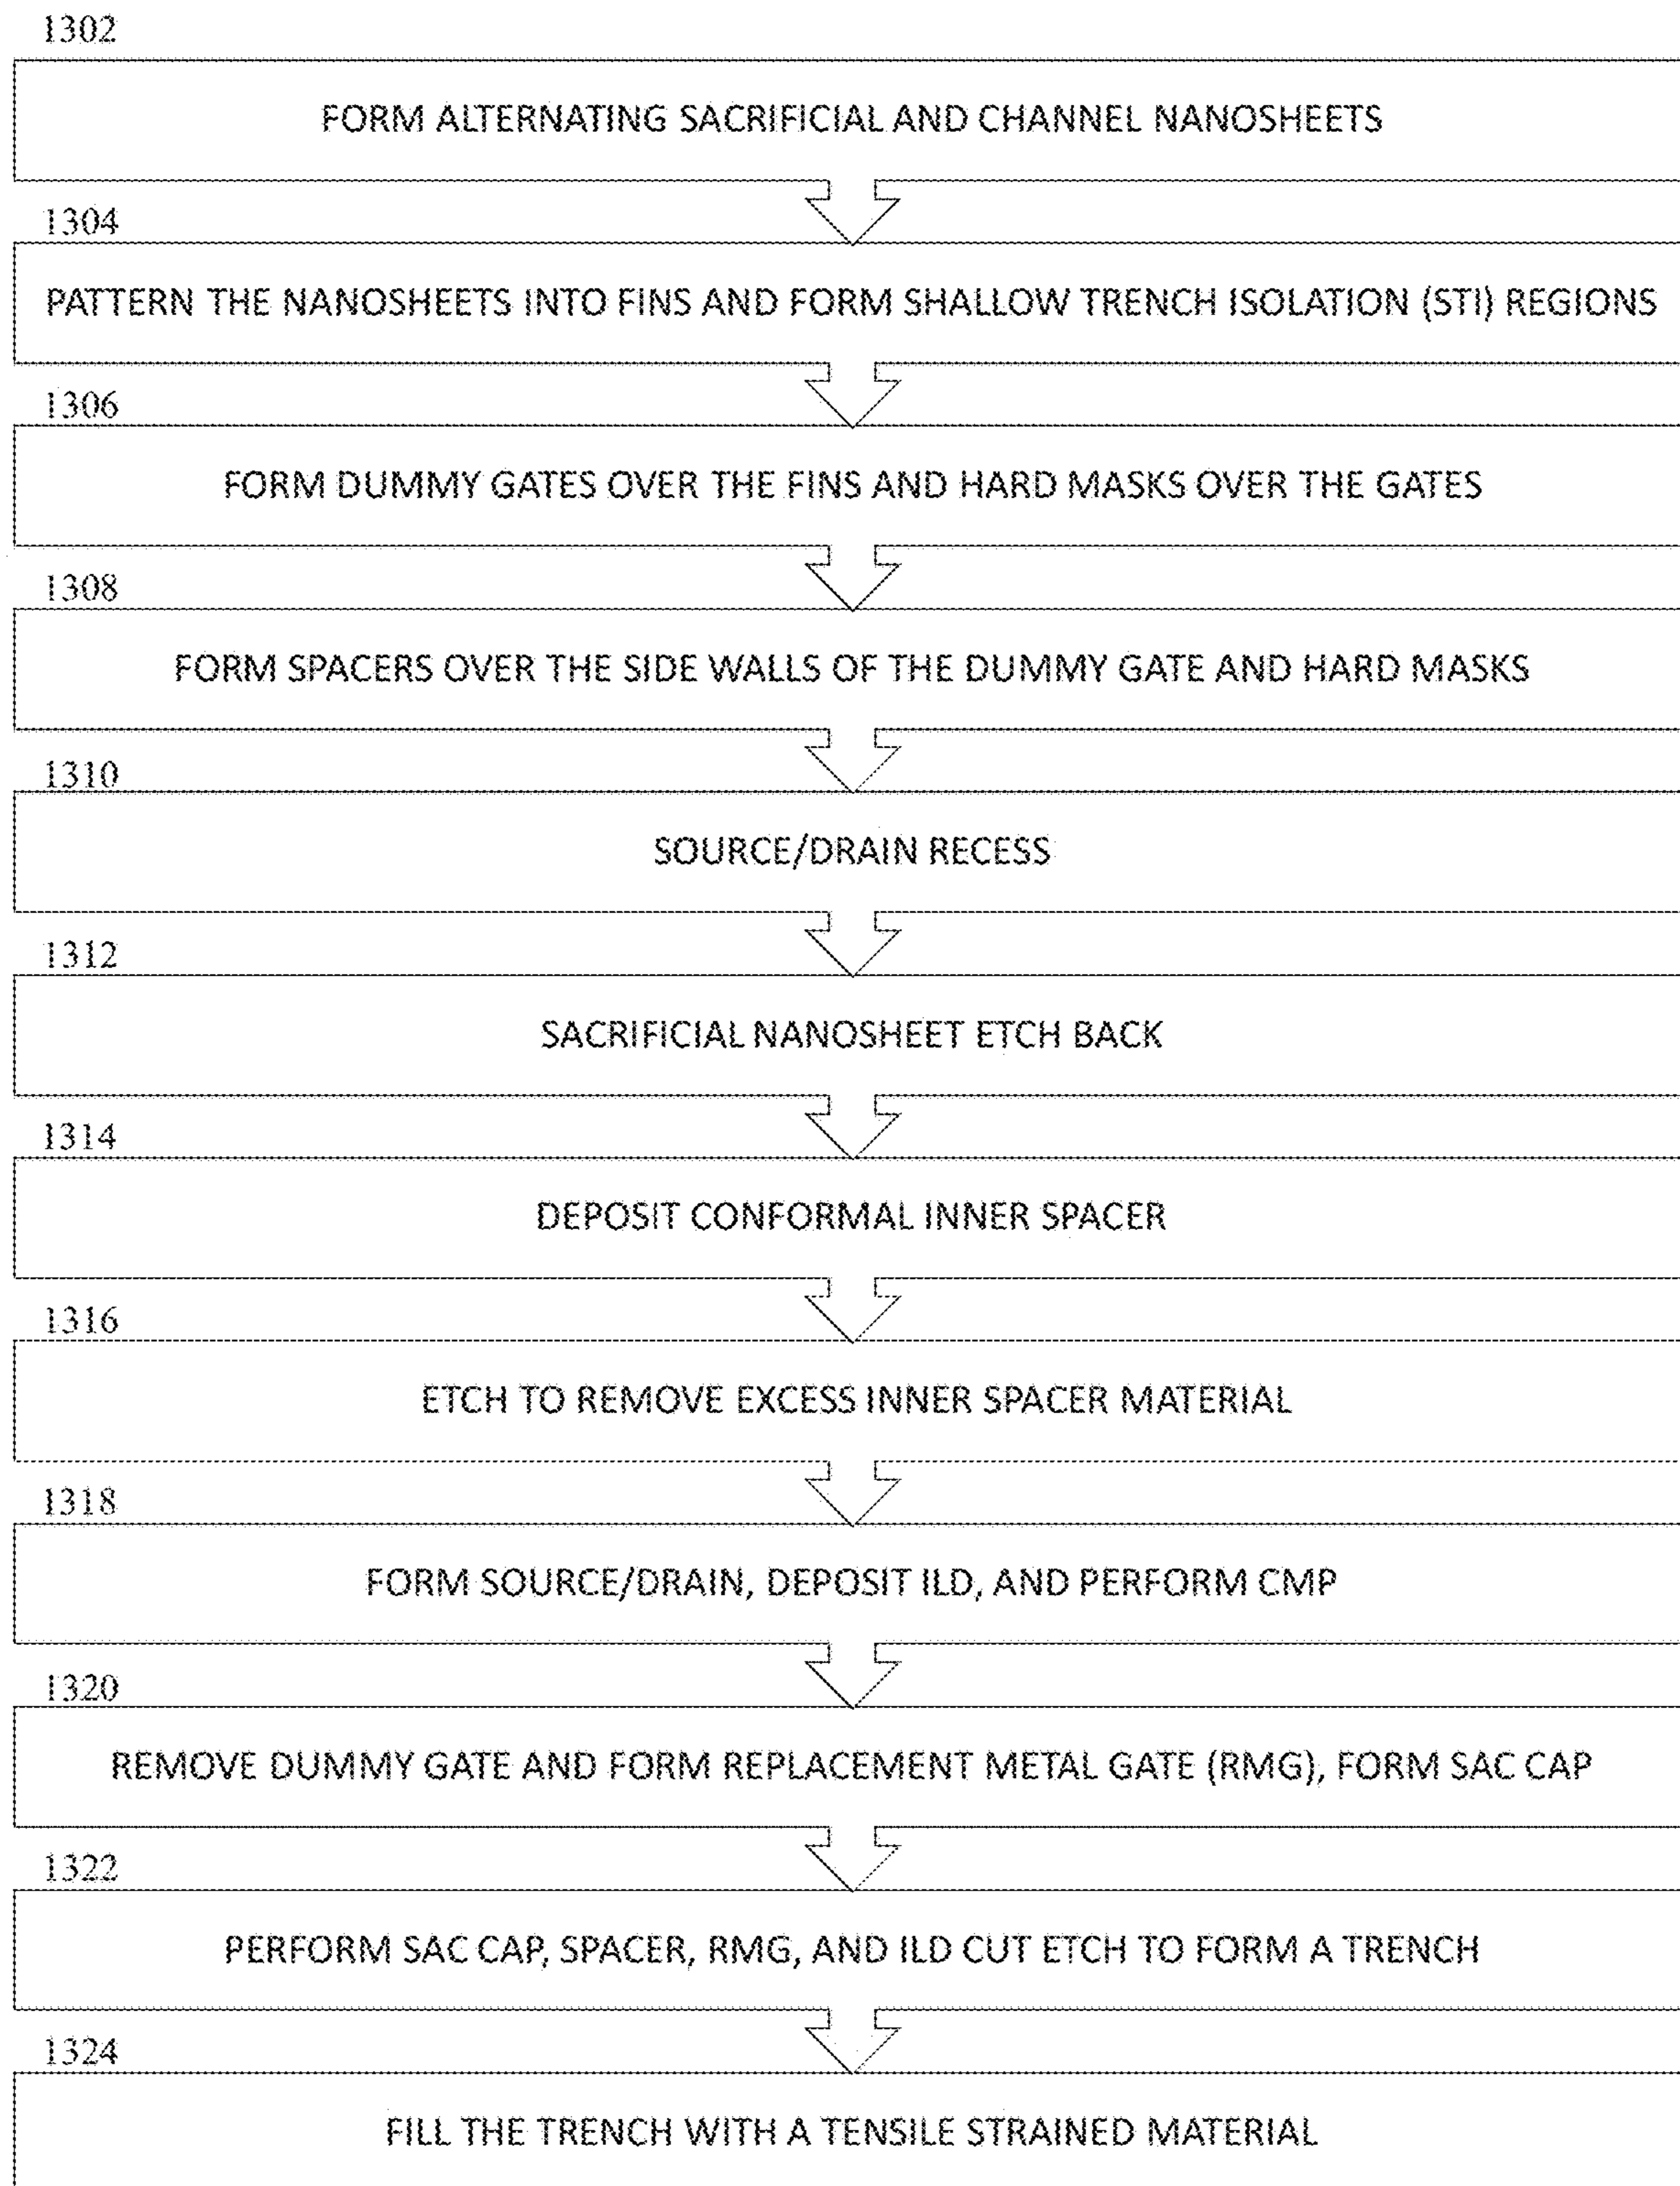 1302
FORM ALTERNATING SACRIFICIAL AND CHANNEL NANOSHEETS
1304
PATTERN THE NANOSHEETS INTO FINS AND FORM SHALLOW TRENCH ISOLATION (STI) REGIONS
1306
FORM DUMMY GATES OVER THE FINS AND HARD MASKS OVER THE GATES
1308
FORM SPACERS OVER THE SIDE WALLS OF THE DUMMY GATE AND HARD MASKS
1310
SOURCE/DRAIN RECESS
1312
SACRIFICIAL NANOSHEET ETCH BACK
1314
DEPOSIT CONFORMAL INNER SPACER
1316
ETCH TO REMOVE EXCESS INNER SPACER MATERIAL
1318
FORM SOURCE/DRAIN, DEPOSIT ILD, AND PERFORM CMP
1320
REMOVE DUMMY GATE AND FORM REPLACEMENT METAL GATE (RMG), FORM SAC CAP
1322
PERFORM SAC CAP, SPACER, RMG, AND ILD CUT ETCH TO FORM A TRENCH
1324
FILL THE TRENCH WITH A TENSILE STRAINED MATERIAL